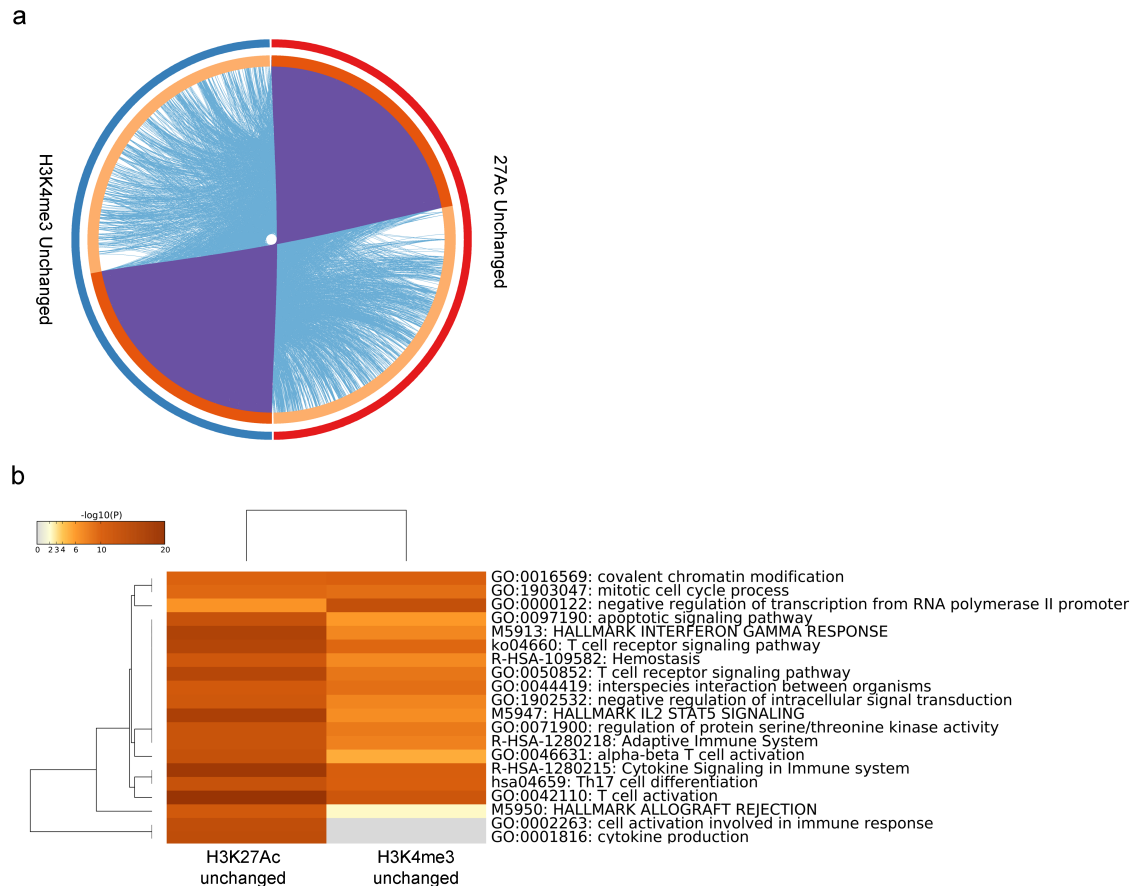 a
H3K4me3 Unchanged
27Ac Unchanged
b
-log10(P)
0 2 3 4 6 10 20
GO:0016569: covalent chromatin modification
GO:1903047: mitotic cell cycle process
GO:0000122: negative regulation of transcription from RNA polymerase II promoter
GO:0097190: apoptotic signaling pathway
M5913: HALLMARK INTERFERON GAMMA RESPONSE
ko04660: T cell receptor signaling pathway
R-HSA-109582: Hemostasis
GO:0050852: T cell receptor signaling pathway
GO:0044419: interspecies interaction between organisms
GO:1902532: negative regulation of intracellular signal transduction
M5947: HALLMARK IL2 STAT5 SIGNALING
GO:0071900: regulation of protein serine/threonine kinase activity
R-HSA-1280218: Adaptive Immune System
GO:0046631: alpha-beta T cell activation
R-HSA-1280215: Cytokine Signaling in Immune system
hsa04659: Th17 cell differentiation
GO:0042110: T cell activation
M5950: HALLMARK ALLOGRAFT REJECTION
GO:0002263: cell activation involved in immune response
GO:0001816: cytokine production
H3K27Ac unchanged
H3K4me3 unchanged